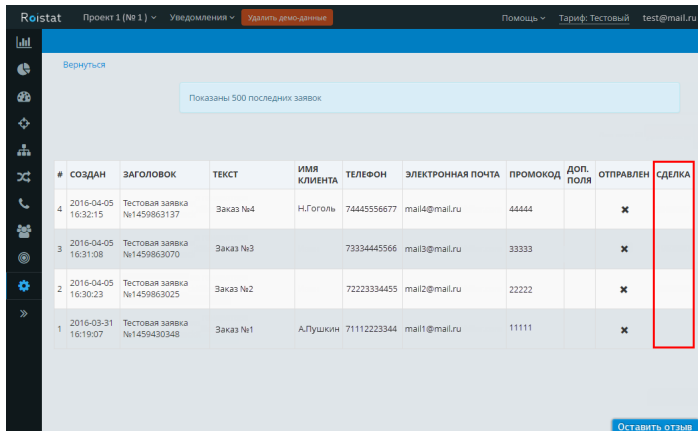 Roistat Проект 1 (№ 1) Уведомления Удалить демо-данные Помощь Тариф: Тестовый test@mail.ru
Вернуться
Показаны 500 последних заявок
# СОЗДАН ЗАГОЛОВОК ТЕКСТ ИМЯ КЛИЕНТА ТЕЛЕФОН ЭЛЕКТРОННАЯ ПОЧТА ПРОМОКОД ДОП. ПОЛЯ ОТПРАВЛЕН СДЕЛКА
4 2016-04-05 16:32:15 Тестовая заявка №1459863137 Заказ №4 Н.Гоголь 74445556677 mail4@mail.ru 44444
3 2016-04-05 16:31:08 Тестовая заявка №1459863070 Заказ №3 73334445566 mail3@mail.ru 33333
2 2016-04-05 16:30:23 Тестовая заявка №1459863025 Заказ №2 72223334455 mail2@mail.ru 22222
1 2016-03-31 16:19:07 Тестовая заявка №1459430348 Заказ №1 А.Пушкин 71112223344 mail1@mail.ru 11111
Оставить отзыв